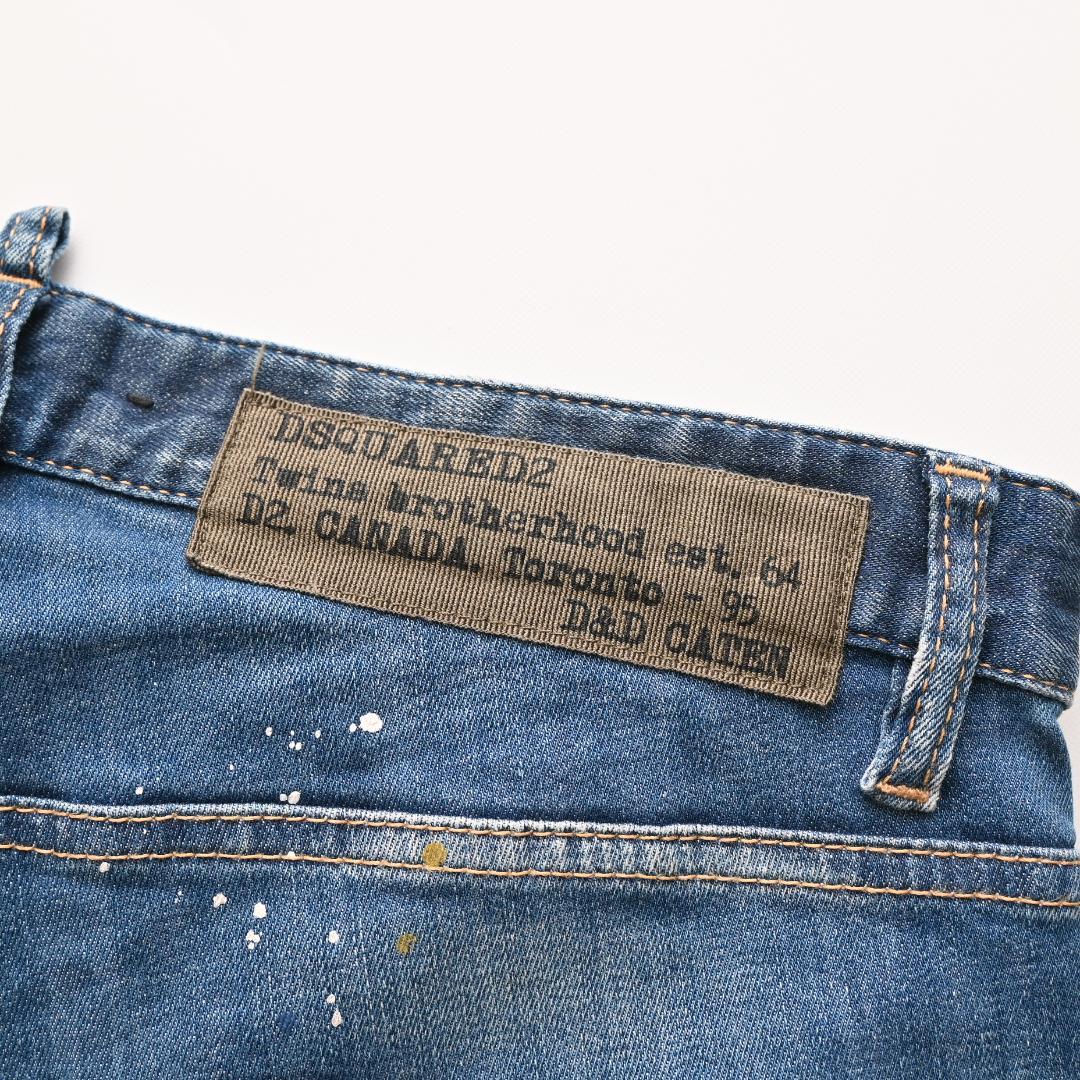 DSQUARED2
Twins brotherhood est. 64
D2. CANADA. Toronto - 95
D&D CATEN